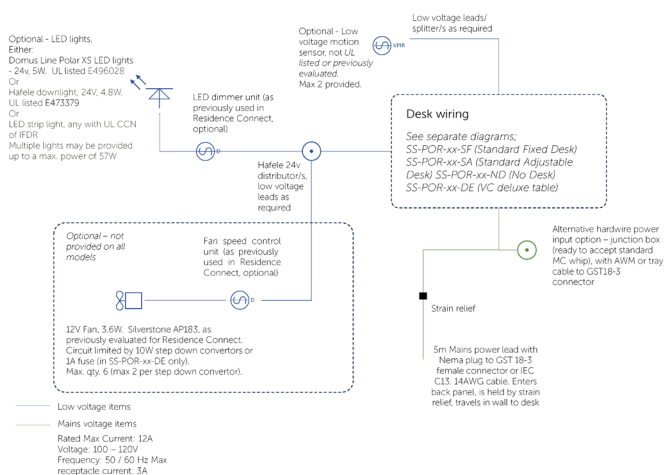 Optional - LED lights,
Either:
Domus Line Polar XS LED lights
- 24v, 5W, UL listed E496028
Or
Hafele downlight, 24V, 4.8W,
UL listed E473379
Or
LED strip light, any with UL CCN
of IFDR
Multiple lights may be provided
up to a max. power of 57W
LED dimmer unit (as
previously used in
Residence Connect,
optional)
D
Optional - Low
voltage motion
sensor, not UL
listed or previously
evaluated.
Max 2 provided.
VPIR
Low voltage leads/
splitter/s as required
Desk wiring
See separate diagrams;
SS-POR-xx-SF (Standard Fixed Desk)
SS-POR-xx-SA (Standard Adjustable
Desk) SS-POR-xx-ND (No Desk)
SS-POR-xx-DE (VC deluxe table)
Hafele 24v
distributor/s,
low voltage
leads as
required
Optional – not
provided on all
models
Fan speed control
unit (as previously
used in Residence
Connect, optional)
D
12V Fan, 3.6W. Silverstone AP183, as
previously evaluated for Residence Connect.
Circuit limited by 10W step down convertors or
1A fuse (in SS-POR-xx-DE only).
Max. qty. 6 (max 2 per step down convertor).
Alternative hardwire power
input option – junction box
(ready to accept standard
MC whip), with AWM or tray
cable to GST18-3
connector
Strain relief
5m Mains power lead with
Nema plug to GST 18-3
female connector or IEC
C13. 14AWG cable. Enters
back panel, is held by strain
relief, travels in wall to desk
Low voltage items
Mains voltage items
Rated Max Current: 12A
Voltage: 100 – 120V
Frequency: 50 / 60 Hz Max
receptacle current: 3A